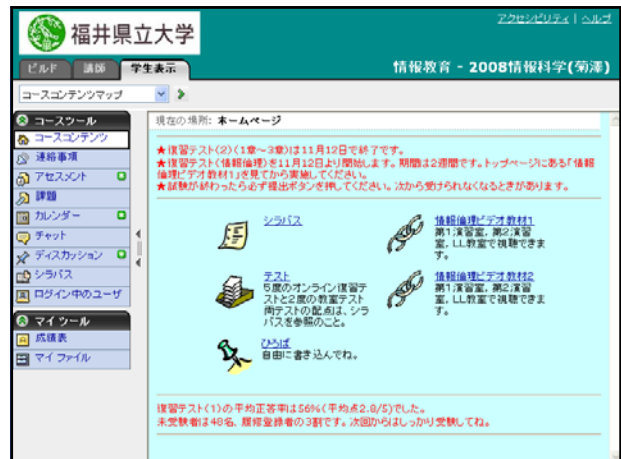 アクセシビリティ | ヘルプ
福井県立大学
ビルド 講師 学生表示
情報教育 - 2008情報科学(菊澤)
コースコンテンツマップ
コースツール
コースコンテンツ
連絡事項
アセスメント
課題
カレンダー
チャット
ディスカッション
シラバス
ログイン中のユーザ
マイ ツール
成績表
マイ ファイル
現在の場所: ホームページ
★復習テスト(2)(1章～3章)は11月12日で終了です。
★復習テスト(情報倫理)を11月12日より開始します。期間は2週間です。トップページにある「情報
倫理ビデオ教材1」を見てから実施してください。
★試験が終わったら必ず提出ボタンを押してください。次から受けられなくなるときがあります。
シラバス
情報倫理ビデオ教材1
第1演習室、第2演習
室、LL教室で視聴できま
す。
テスト
5度のオンライン復習テ
ストと2度の教室テスト
両テストの配点は、シラ
バスを参照のこと。
情報倫理ビデオ教材2
第1演習室、第2演習
室、LL教室で視聴できま
す。
ひろば
自由に書き込んでね。
復習テスト(1)の平均正答率は56%(平均点2.8/5)でした。
未受験者は48名、履修登録者の3割です。次回からはしっかり受験してね。